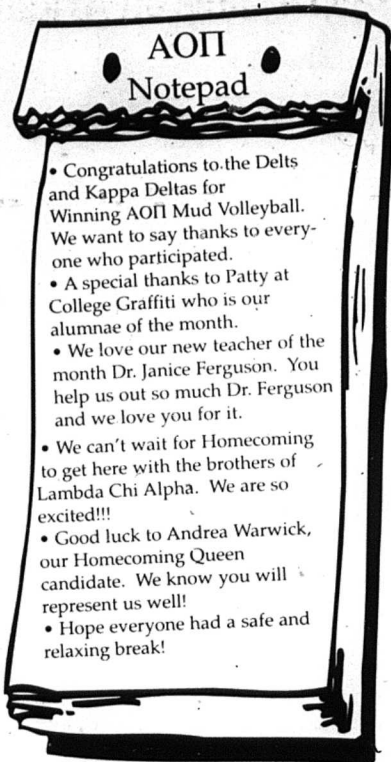 ΑΟΠ
Notepad
• Congratulations to the Delts
and Kappa Deltas for
Winning ΑΟΠ Mud Volleyball.
We want to say thanks to every-
one who participated.
• A special thanks to Patty at
College Graffiti who is our
alumnae of the month.
• We love our new teacher of the
month Dr. Janice Ferguson. You
help us out so much Dr. Ferguson
and we love you for it.
• We can't wait for Homecoming
to get here with the brothers of
Lambda Chi Alpha. We are so
excited!!!
• Good luck to Andrea Warwick,
our Homecoming Queen
candidate. We know you will
represent us well!
• Hope everyone had a safe and
relaxing break!